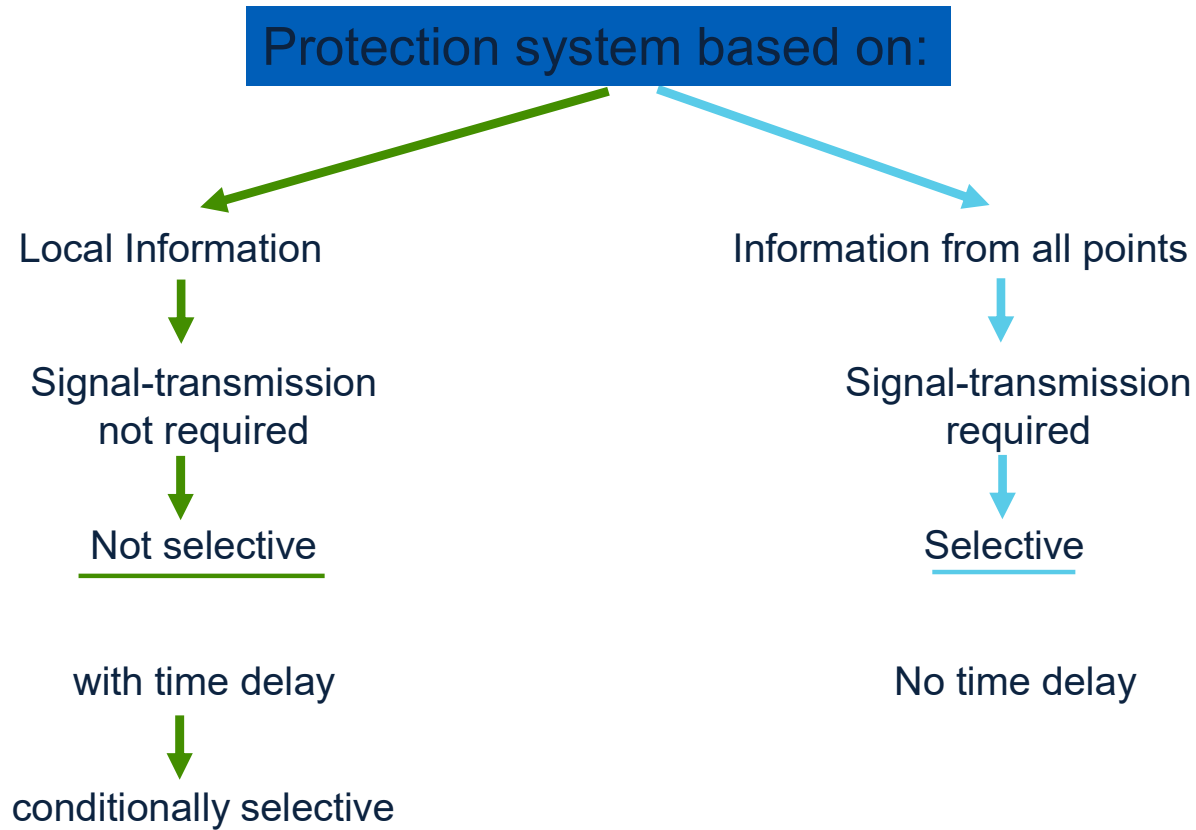 Protection system based on:
Local Information
Signal-transmission
not required
Not selective
with time delay
conditionally selective
Information from all points
Signal-transmission
required
Selective
No time delay